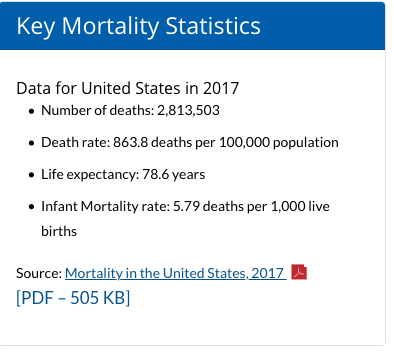 Key Mortality Statistics
Data for United States in 2017
• Number of deaths: 2,813,503
• Death rate: 863.8 deaths per 100,000 population
• Life expectancy: 78.6 years
• Infant Mortality rate: 5.79 deaths per 1,000 live
births
Source: Mortality in the United States, 2017
[PDF – 505 KB]